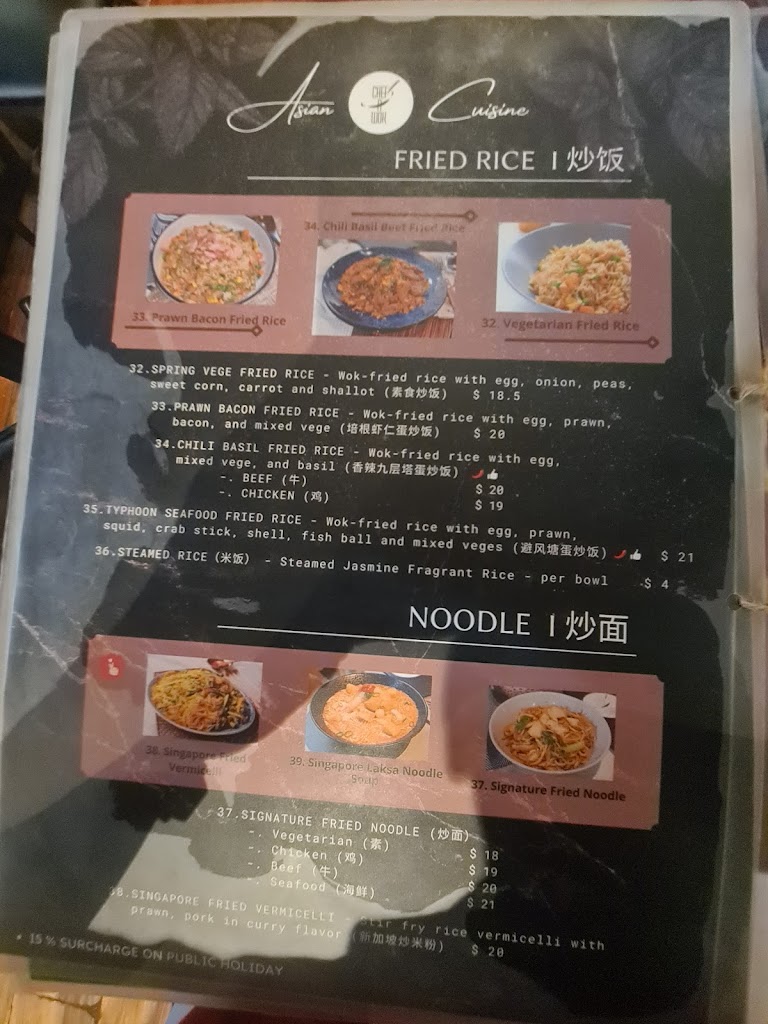 Asian CHEF WOK Cuisine
FRIED RICE | 炒饭
34. Chili Basil Beef Fried Rice
33. Prawn Bacon Fried Rice
32. Vegetarian Fried Rice
32.SPRING VEGE FRIED RICE - Wok-fried rice with egg, onion, peas,
sweet corn, carrot and shallot (素食炒饭) $ 18.5
33.PRAWN BACON FRIED RICE - Wok-fried rice with egg, prawn,
bacon, and mixed vege (培根虾仁蛋炒饭) $ 20
34.CHILI BASIL FRIED RICE - Wok-fried rice with egg,
mixed vege, and basil (香辣九层塔蛋炒饭)
-. BEEF (牛) $ 20
-. CHICKEN (鸡) $ 19
35.TYPHOON SEAFOOD FRIED RICE - Wok-fried rice with egg, prawn,
squid, crab stick, shell, fish ball and mixed veges (避风塘蛋炒饭) $ 21
36.STEAMED RICE (米饭) - Steamed Jasmine Fragrant Rice - per bowl $ 4
NOODLE | 炒面
38. Singapore Fried
Vermicelli
39. Singapore Laksa Noodle
Soup
37. Signature Fried Noodle
37.SIGNATURE FRIED NOODLE (炒面)
-. Vegetarian (素) $ 18
-. Chicken (鸡) $ 19
-. Beef (牛) $ 20
-. Seafood (海鲜) $ 21
38.SINGAPORE FRIED VERMICELLI - Stir fry rice vermicelli with
prawn, pork in curry flavor (新加坡炒米粉) $ 20
* 15 % SURCHARGE ON PUBLIC HOLIDAY